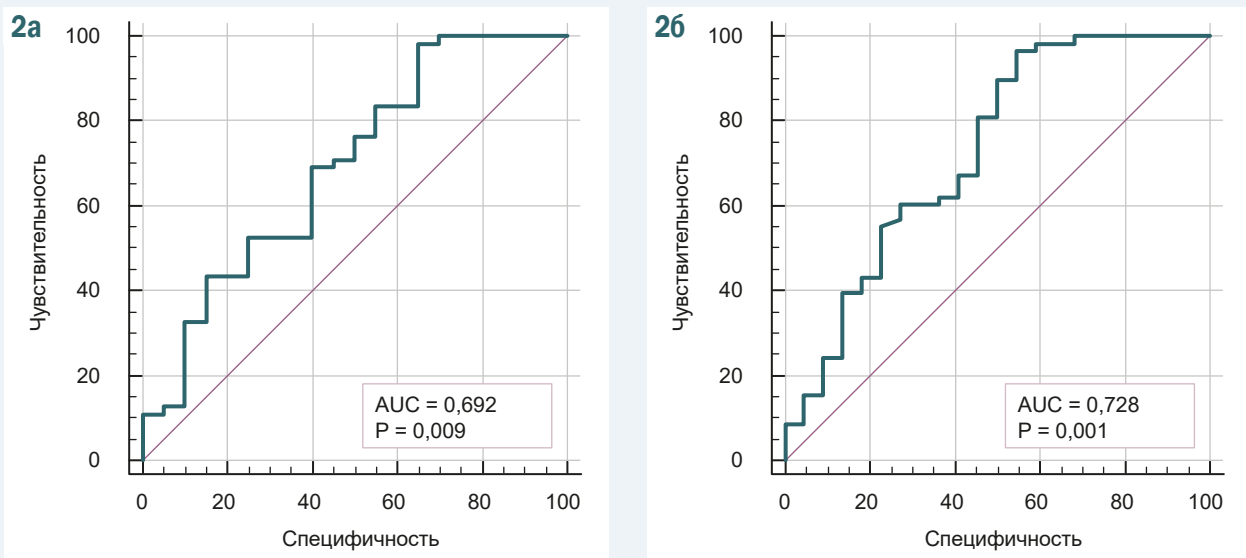 2а
100
80
60
40
20
0
Чувствительность
AUC = 0,692
P = 0,009
0 20 40 60 80 100
Специфичность
2б
100
80
60
40
20
0
Чувствительность
AUC = 0,728
P = 0,001
0 20 40 60 80 100
Специфичность